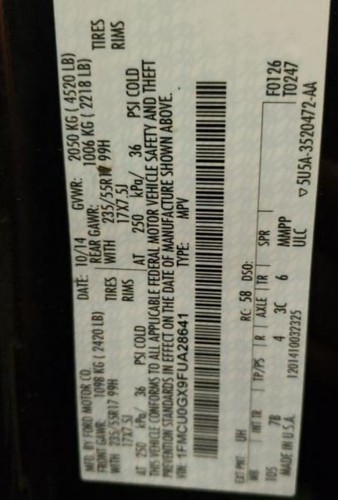 MFD. BY FORD MOTOR CO.
DATE: 10/14 GVWR: 2050 KG ( 4520 LB)
FRONT GAWR: 1098 KG ( 2420 LB) REAR GAWR: 1006 KG ( 2218 LB)
235/55R17 99H TIRES WITH 235/55R17 99H TIRES
17X7.5J RIMS 17X7.5J RIMS
AT 250 kPa/ 36 PSI COLD AT 250 kPa/ 36 PSI COLD
THIS VEHICLE CONFORMS TO ALL APPLICABLE FEDERAL MOTOR VEHICLE SAFETY AND THEFT
PREVENTION STANDARDS IN EFFECT ON THE DATE OF MANUFACTURE SHOWN ABOVE.
VIN: 1FMCU0GX9FUA28641 TYPE: MPV
F0126
T0247
EXT PNT: UH RC: 58 DSO:
WB INT TR TP/PS R AXLE TR SPR
105 7B 4 3C 6 MMPP
MADE IN U.S.A. ULC
1201410032325
▽5U5A-3520472-AA